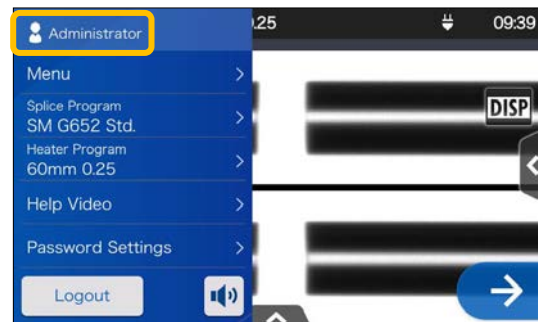 Administrator
.25
09:39
Menu
Splice Program
SM G652 Std.
DISP
Heater Program
60mm 0.25
Help Video
Password Settings
Logout